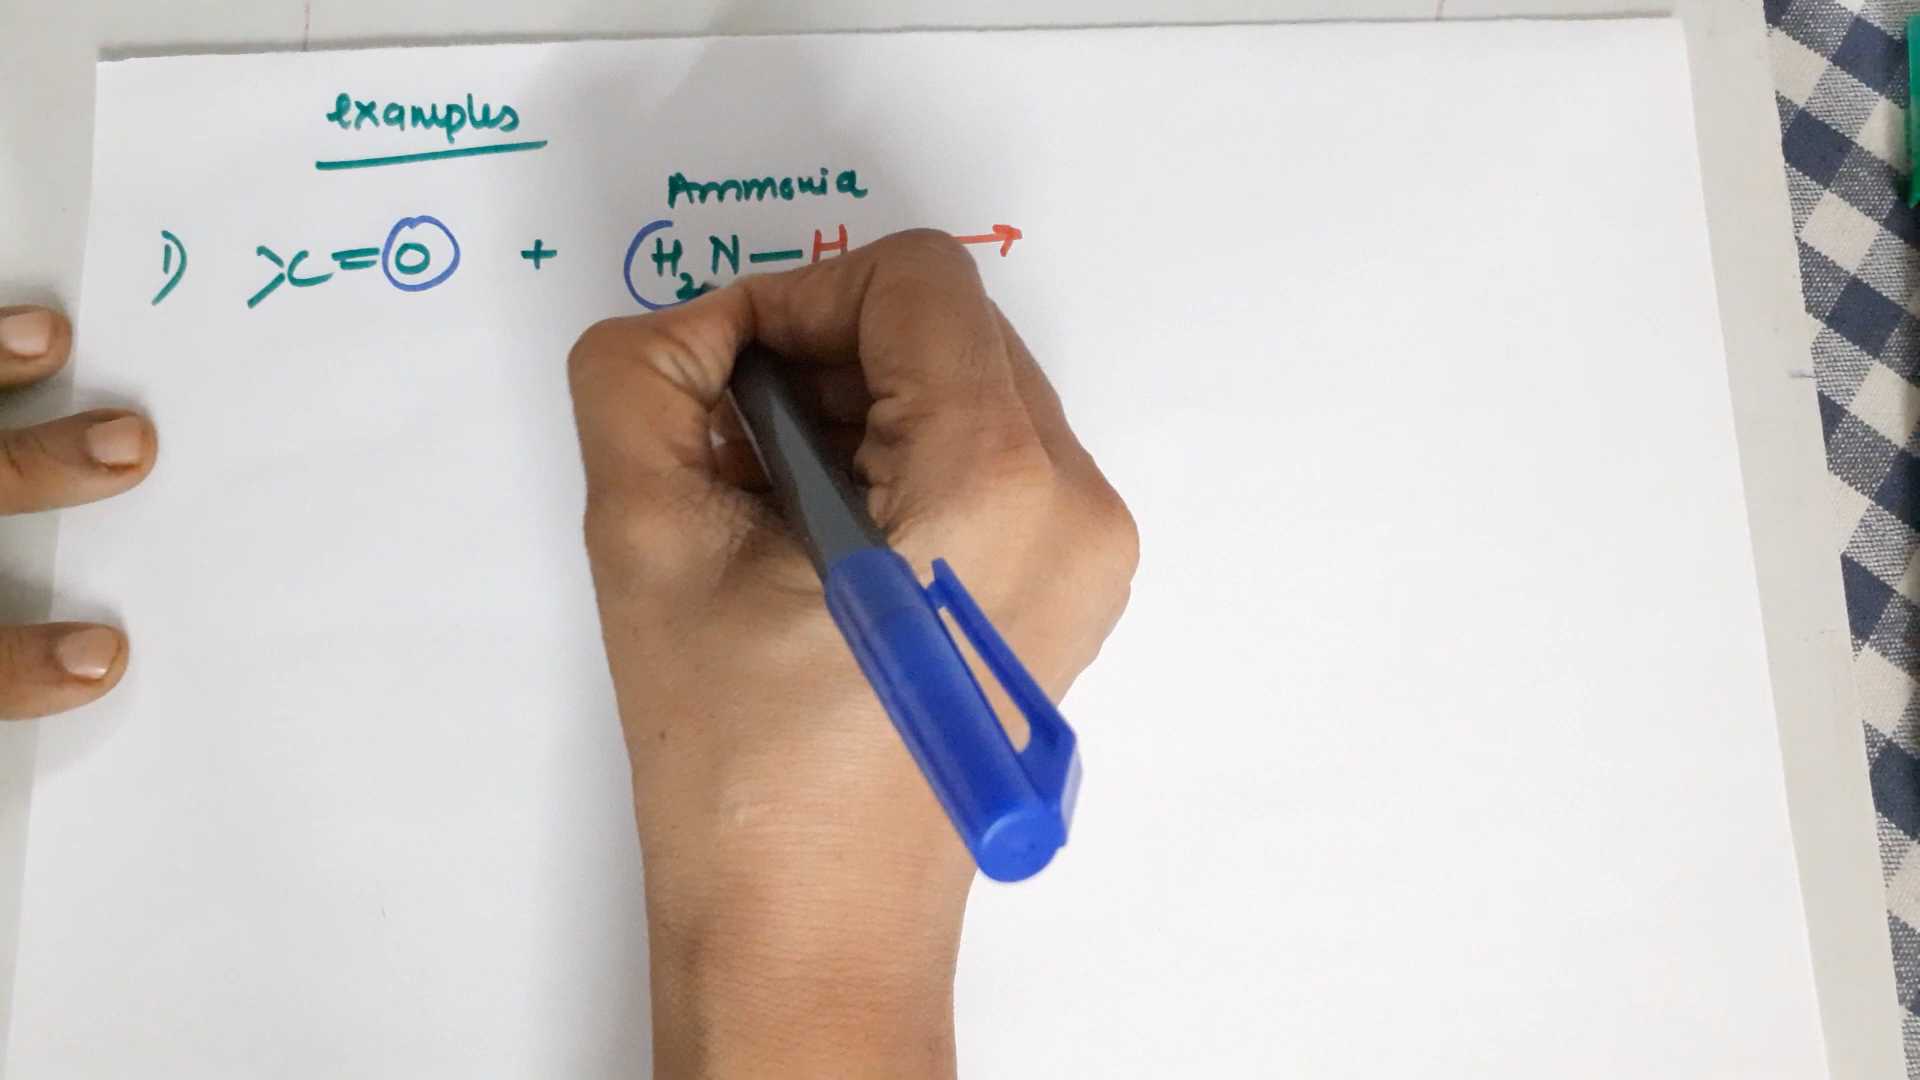 examples
Ammonia
1) >C=O + H₂N—H →